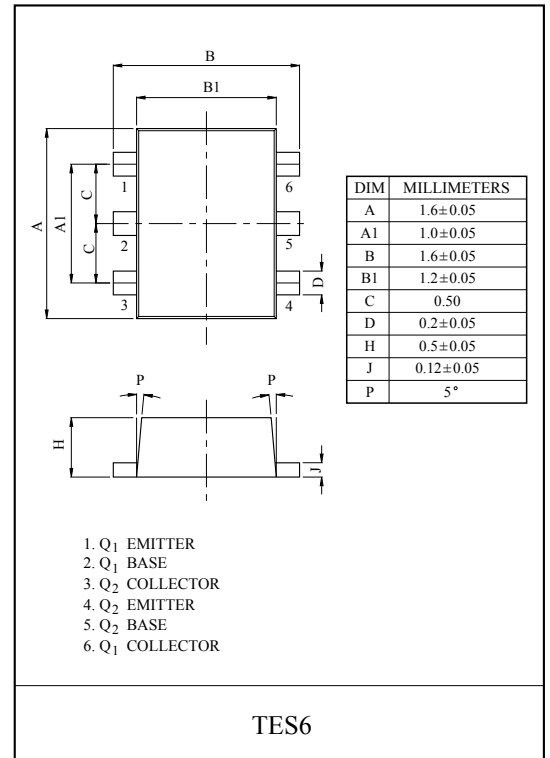 B
B1
A
A1
C
C
1
2
3
6
5
4
D
P
P
H
J
DIM MILLIMETERS
A 1.6±0.05
A1 1.0±0.05
B 1.6±0.05
B1 1.2±0.05
C 0.50
D 0.2±0.05
H 0.5±0.05
J 0.12±0.05
P 5°
1. Q1 EMITTER
2. Q1 BASE
3. Q2 COLLECTOR
4. Q2 EMITTER
5. Q2 BASE
6. Q1 COLLECTOR
TES6